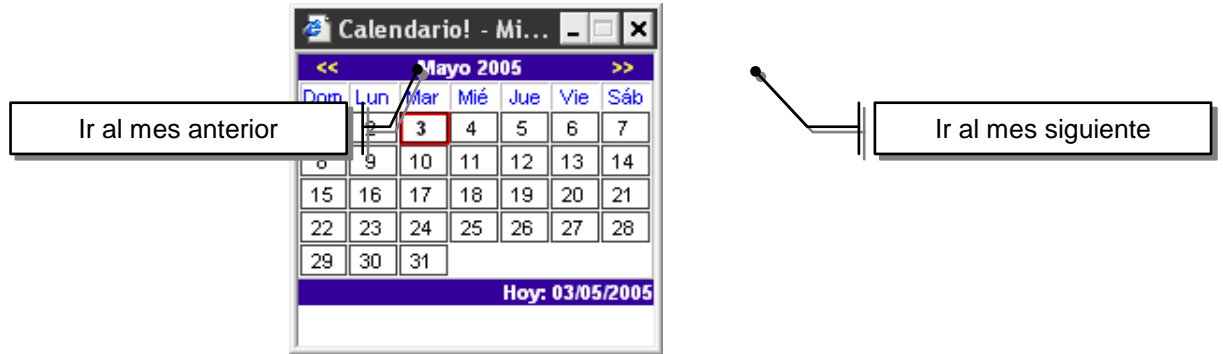 Calendario! - Mi...
<< Mayo 2005 >>
Dom Lun Mar Mié Jue Vie Sáb
Ir al mes anterior
Ir al mes siguiente
2 3 4 5 6 7
8 9 10 11 12 13 14
15 16 17 18 19 20 21
22 23 24 25 26 27 28
29 30 31
Hoy: 03/05/2005